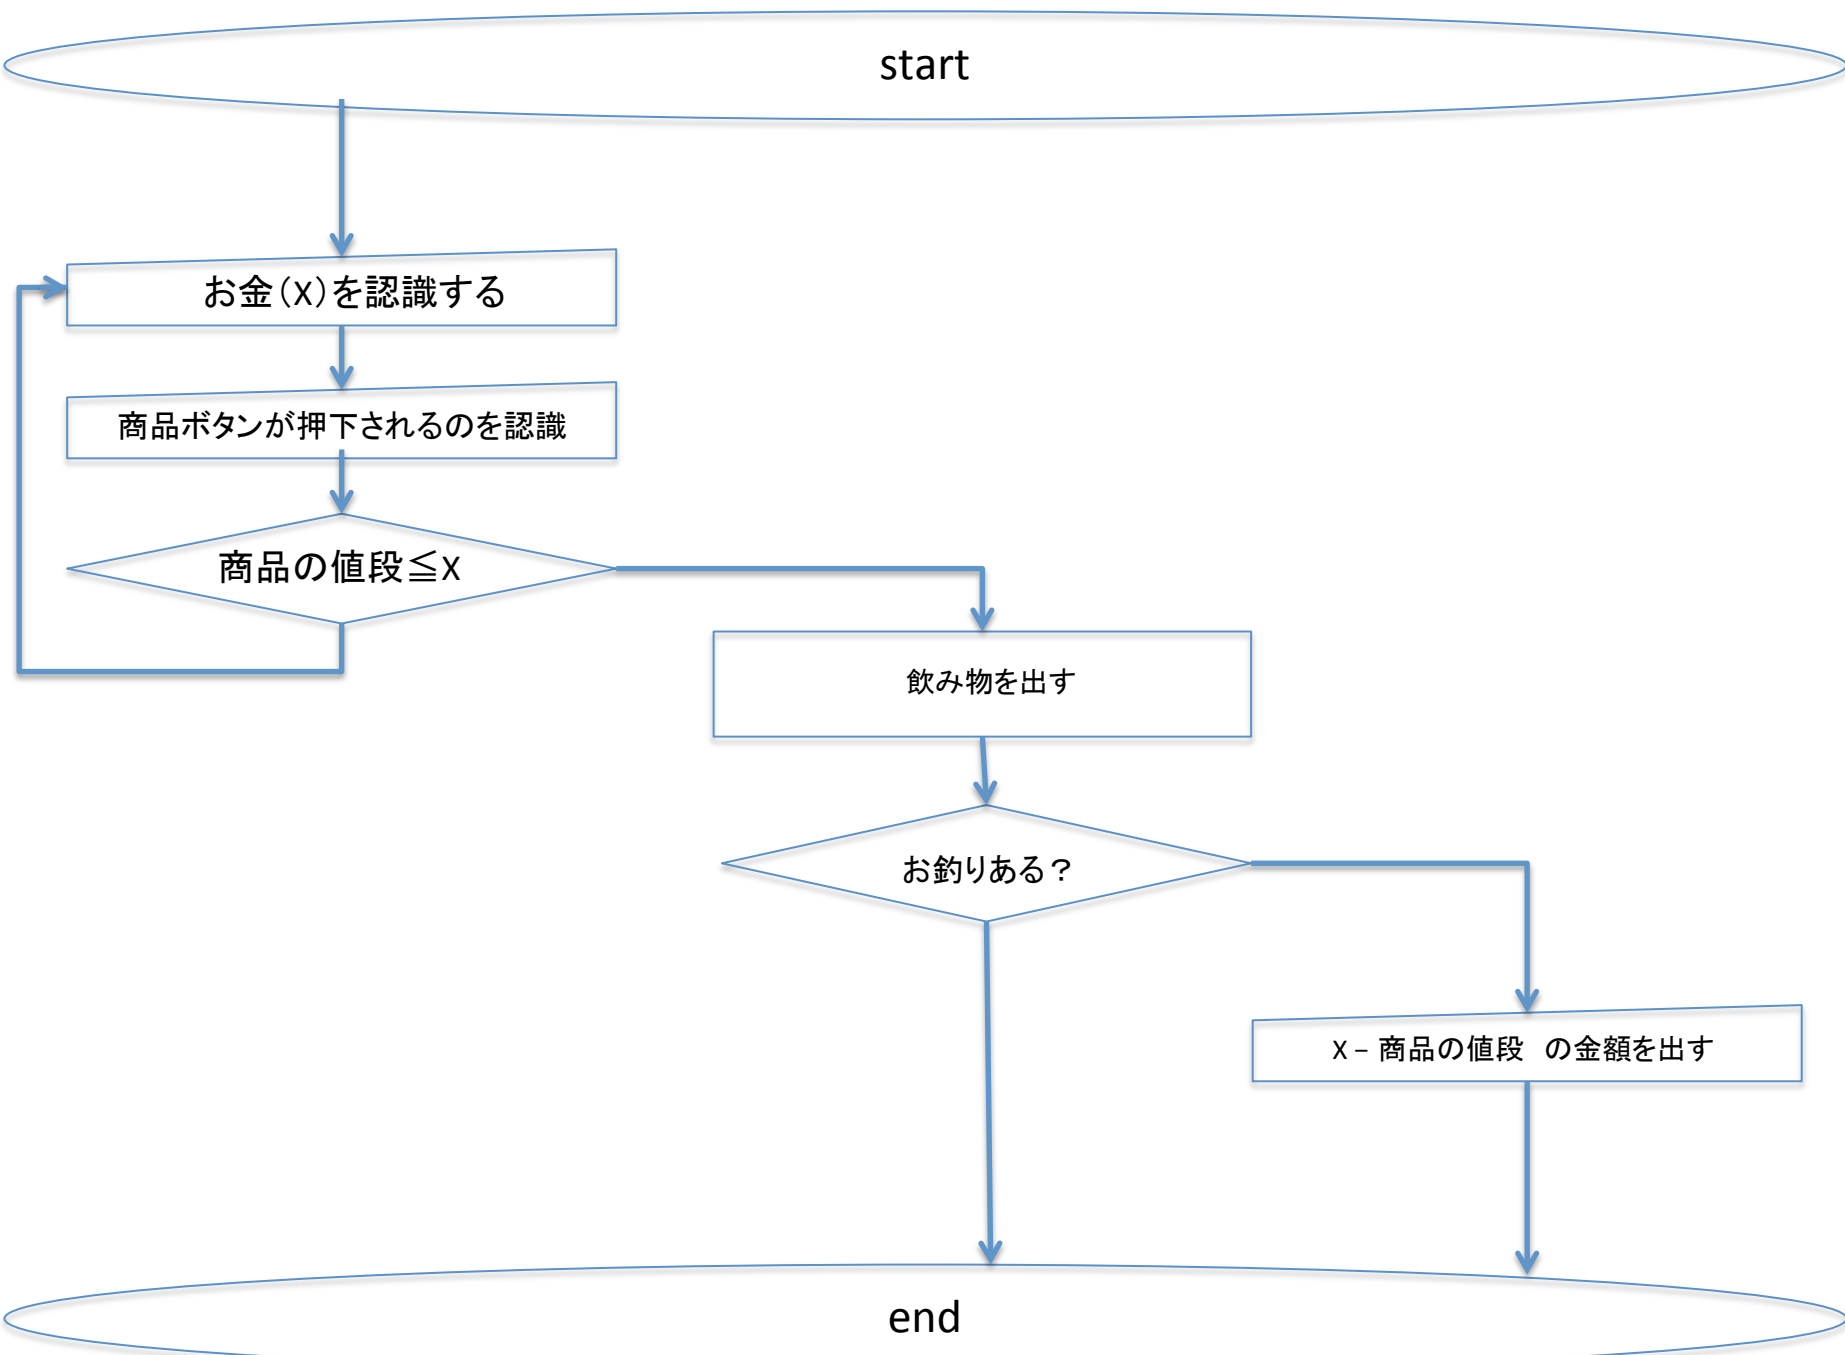 start
お金(X)を認識する
商品ボタンが押下されるのを認識
商品の値段≦X
飲み物を出す
お釣りある？
X – 商品の値段　の金額を出す
end